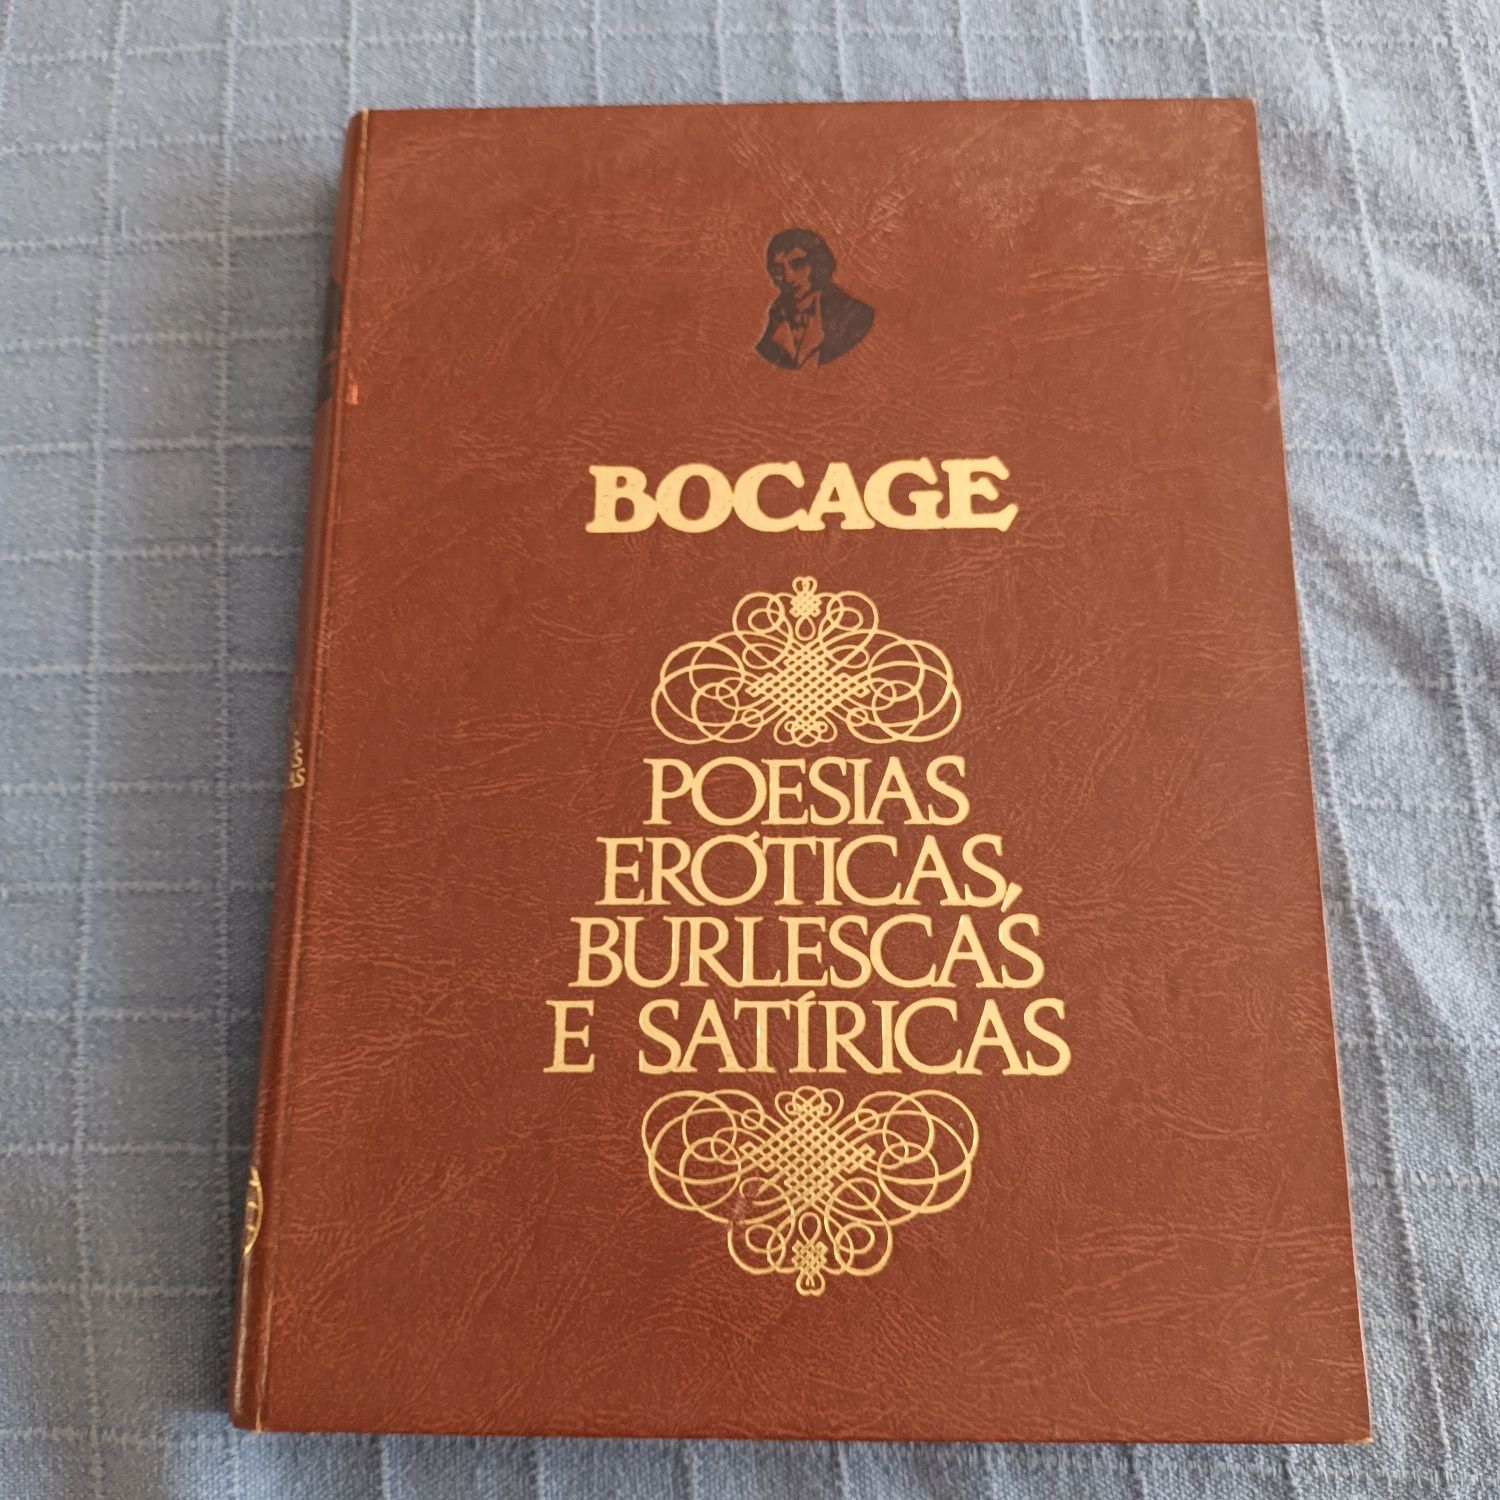 BOCAGE
POESIAS
ERÓTICAS,
BURLESCAS
E SATÍRICAS